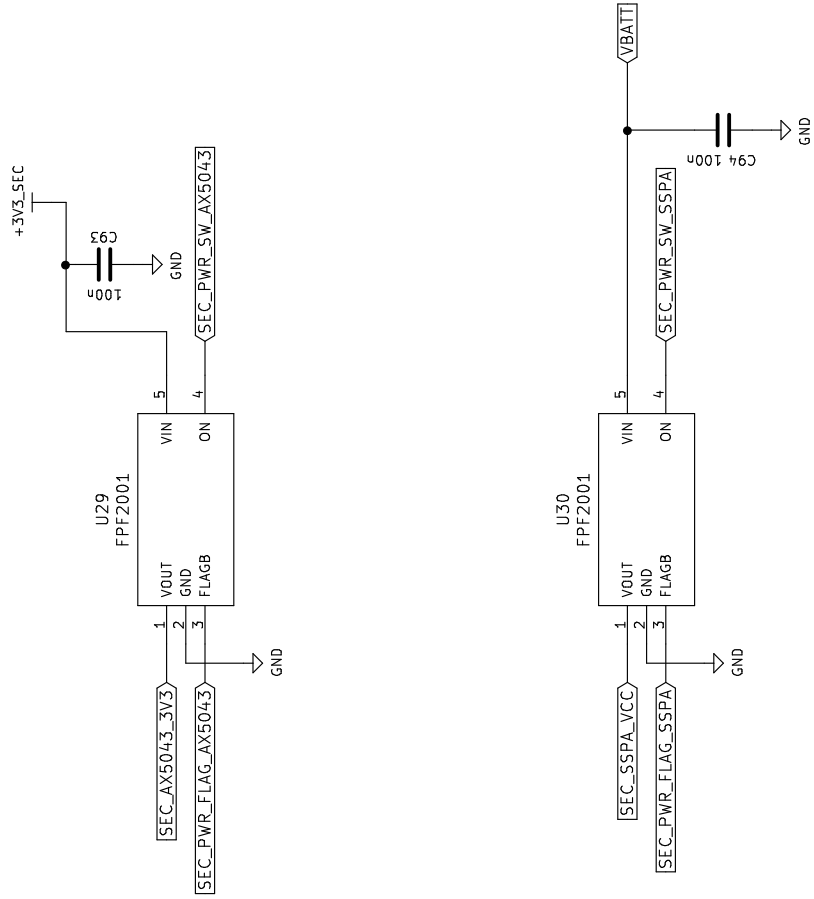 +3V3_SEC
C93
100n
GND
SEC_PWR_SW_AX5043
5
4
VIN
ON
U29
FPF2001
VOUT
GND
FLAGB
1
2
3
GND
SEC_AX5043_3V3
SEC_PWR_FLAG_AX5043
VBATT
C94
100n
GND
SEC_PWR_SW_SSPA
5
4
VIN
ON
U30
FPF2001
VOUT
GND
FLAGB
1
2
3
GND
SEC_SSPA_VCC
SEC_PWR_FLAG_SSPA